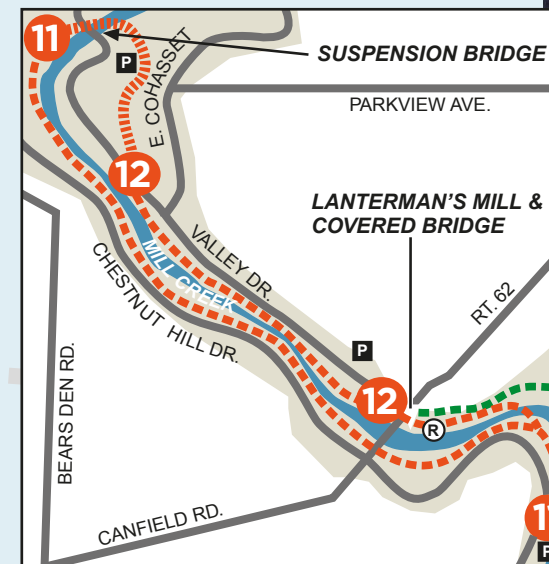 11
SUSPENSION BRIDGE
P
E. COHASSET
PARKVIEW AVE.
12
LANTERMAN'S MILL &
COVERED BRIDGE
VALLEY DR.
MILL CREEK
CHESTNUT HILL DR.
RT. 62
P
BEARS DEN RD.
12
R
CANFIELD RD.
P